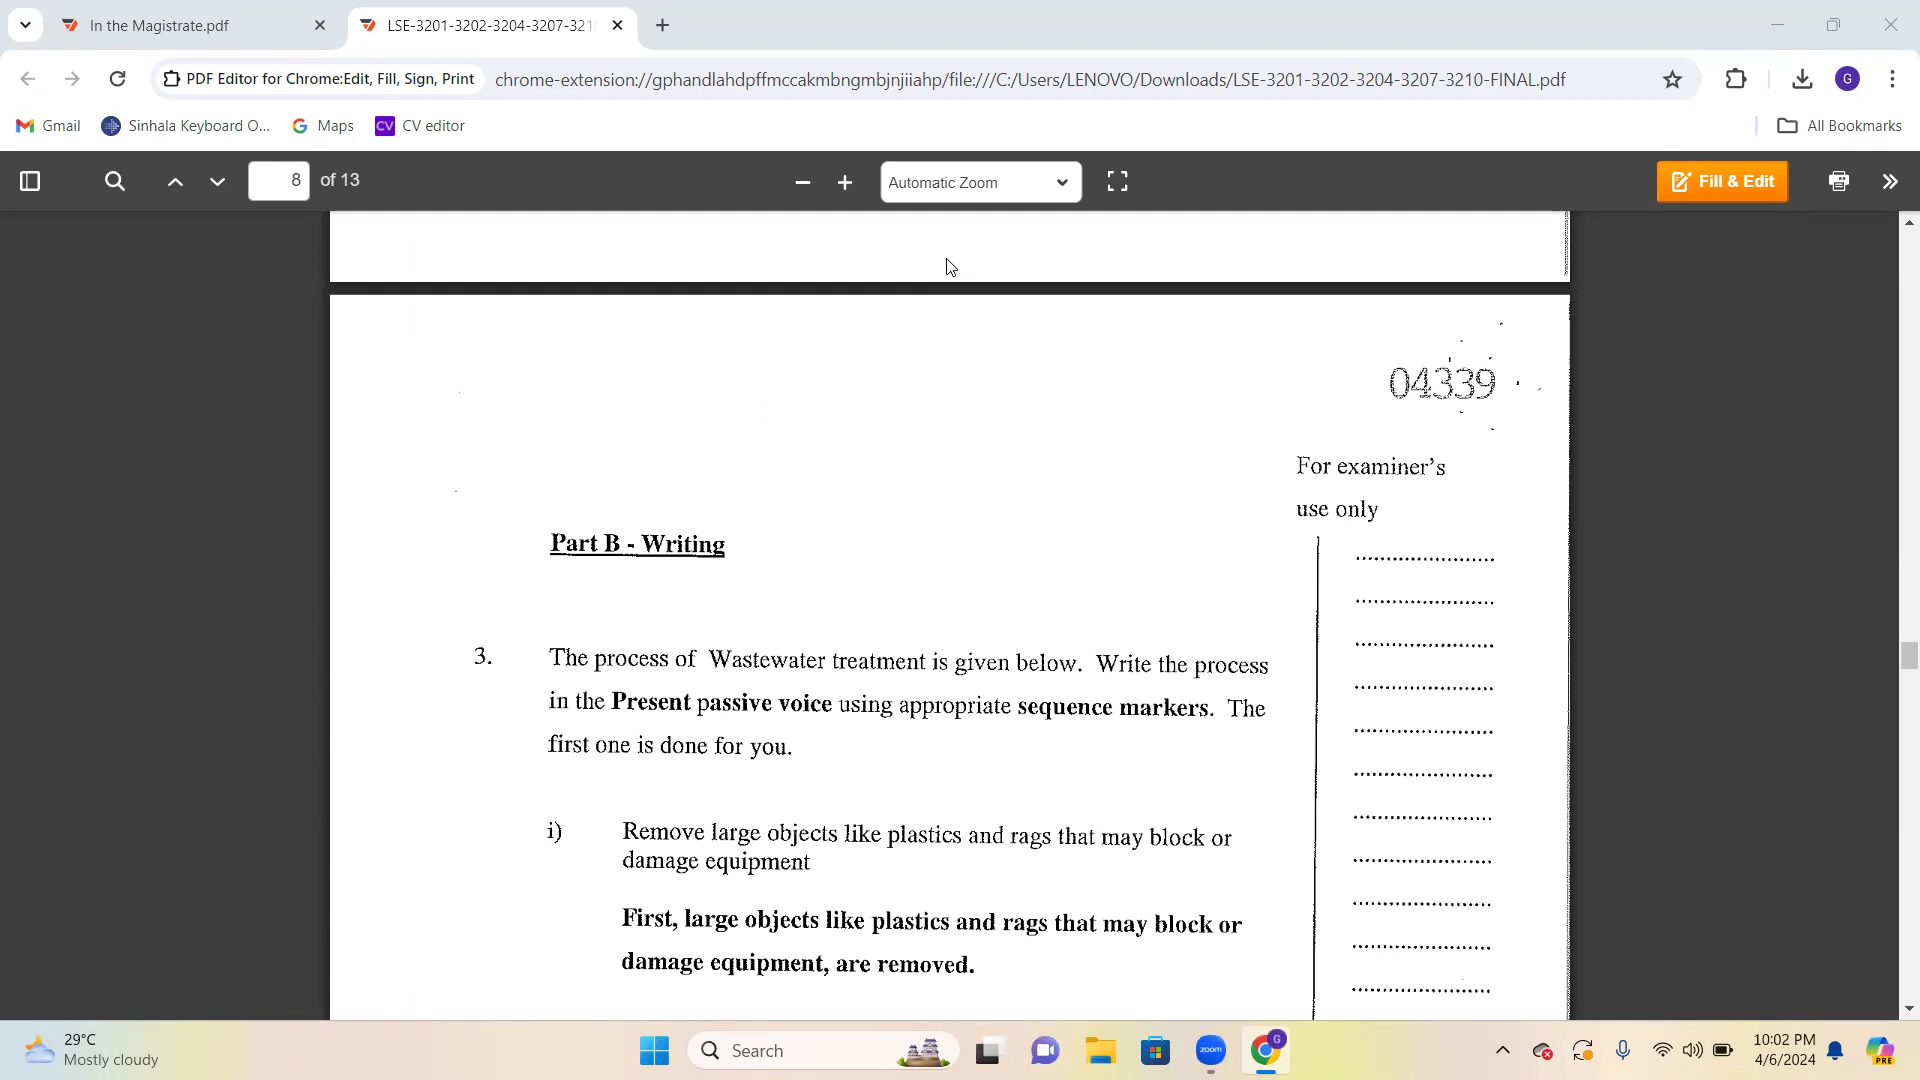 In the Magistrate.pdf
LSE-3201-3202-3204-3207-321
PDF Editor for Chrome:Edit, Fill, Sign, Print
chrome-extension://gphandlahdpffmccakmbngmbjnjiiahp/file:///C:/Users/LENOVO/Downloads/LSE-3201-3202-3204-3207-3210-FINAL.pdf
G
Gmail
Sinhala Keyboard O...
Maps
CV
CV editor
All Bookmarks
8 of 13
Automatic Zoom
Fill & Edit
04339
For examiner's
use only
Part B - Writing
3. The process of Wastewater treatment is given below. Write the process
in the Present passive voice using appropriate sequence markers. The
first one is done for you.
i) Remove large objects like plastics and rags that may block or
damage equipment
First, large objects like plastics and rags that may block or
damage equipment, are removed.
29°C
Mostly cloudy
Search
zoom
G
10:02 PM
4/6/2024
PRE